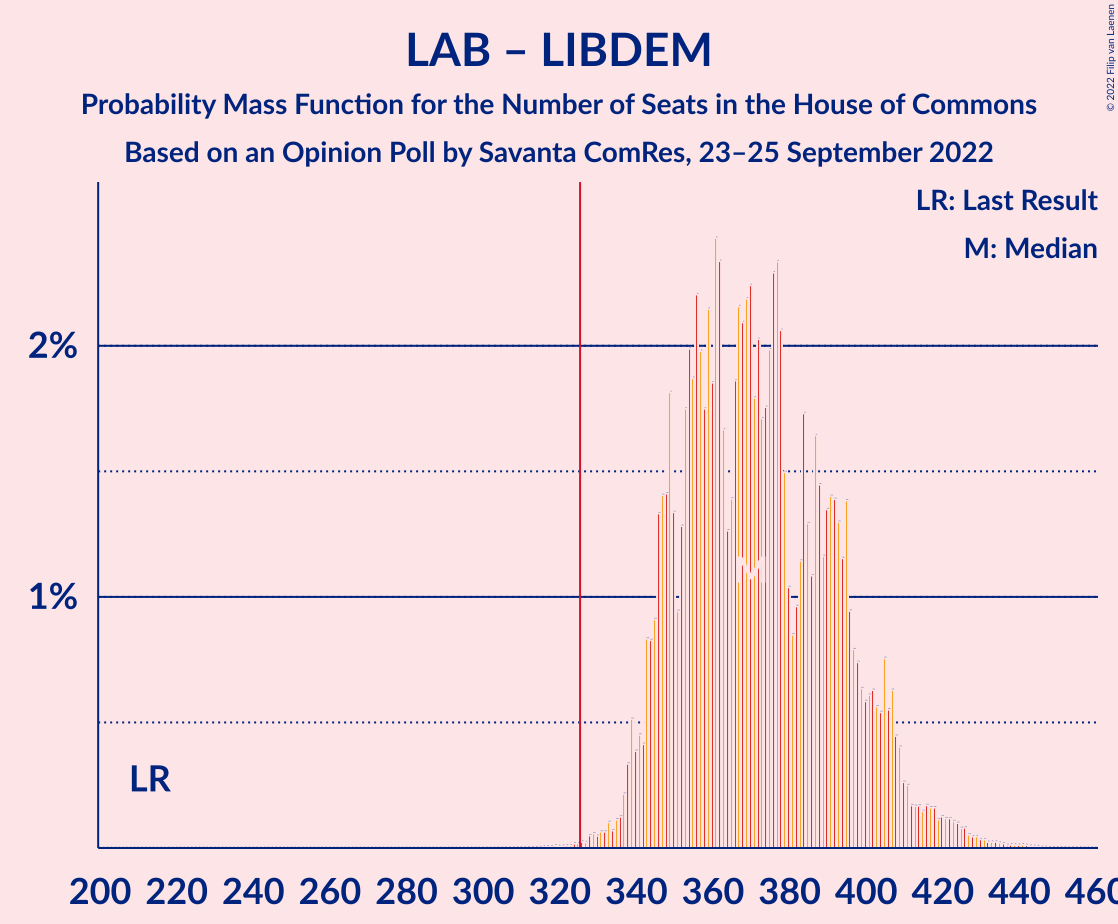 LAB – LIBDEM
Probability Mass Function for the Number of Seats in the House of Commons
Based on an Opinion Poll by Savanta ComRes, 23–25 September 2022
© 2022 Filip van Laenen
LR: Last Result
M: Median
2%
1%
M
LR
200 220 240 260 280 300 320 340 360 380 400 420 440 460